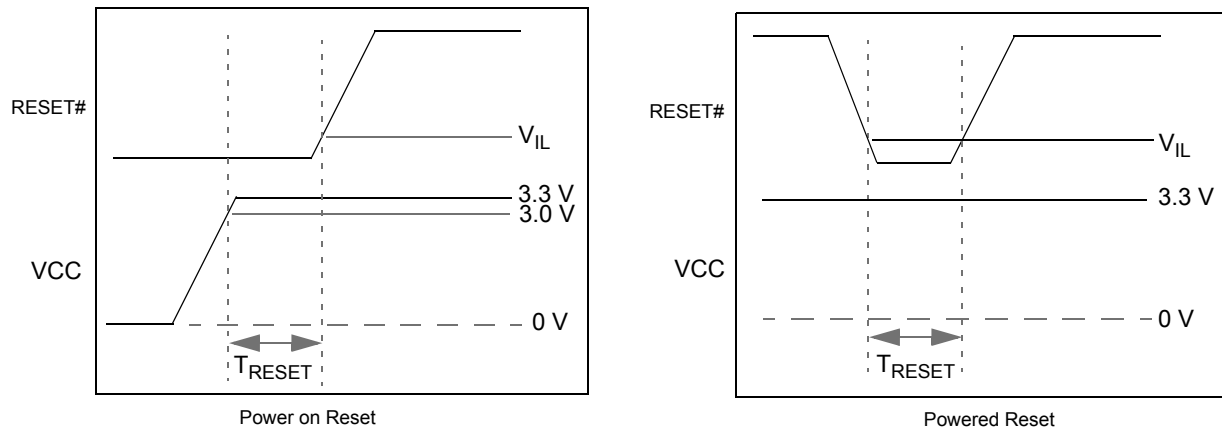 RESET#
VIL
3.3 V
3.0 V
VCC
0 V
TRESET
Power on Reset
RESET#
VIL
3.3 V
VCC
0 V
TRESET
Powered Reset